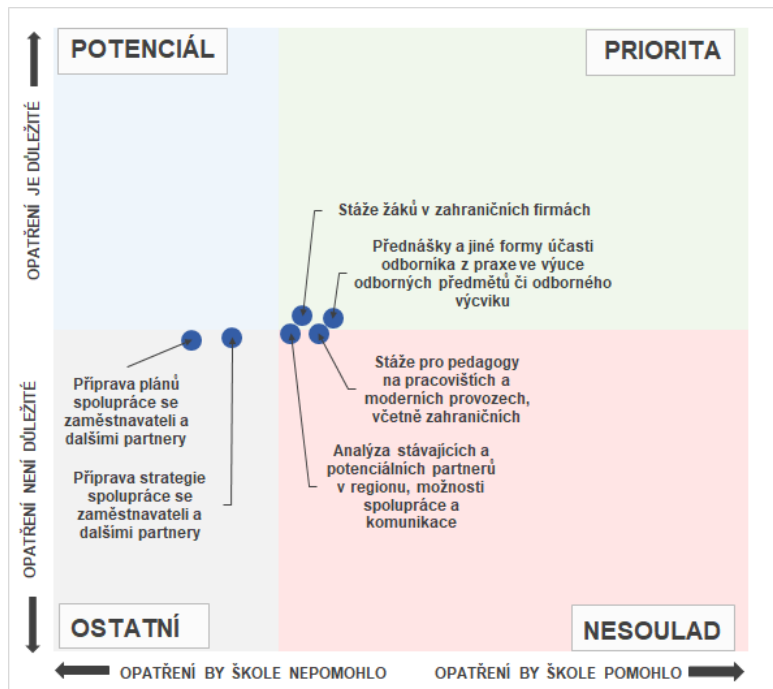 POTENCIÁL
PRIORITA
OPATŘENÍ JE DŮLEŽITÉ
Stáže žáků v zahraničních firmách
Přednášky a jiné formy účasti
odborníka z praxe ve výuce
odborných předmětů či odborného
výcviku
Příprava plánů
spolupráce se
zaměstnavateli a
dalšími partnery
Stáže pro pedagogy
na pracovištích a
moderních provozech,
včetně zahraničních
Příprava strategie
spolupráce se
zaměstnavateli a
dalšími partnery
Analýza stávajících a
potenciálních partnerů
v regionu, možnosti
spolupráce a
komunikace
OPATŘENÍ NENÍ DŮLEŽITÉ
OSTATNÍ
NESOULAD
OPATŘENÍ BY ŠKOLE NEPOMOHLO
OPATŘENÍ BY ŠKOLE POMOHLO